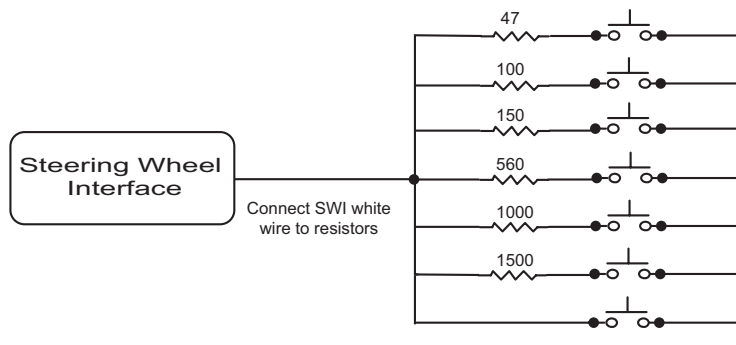 47
100
150
Steering Wheel
Interface
560
Connect SWI white
wire to resistors
1000
1500